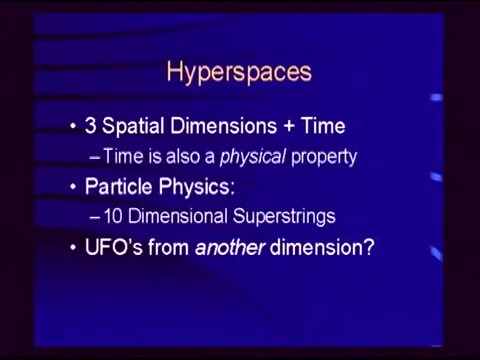 Hyperspaces
• 3 Spatial Dimensions + Time
– Time is also a physical property
• Particle Physics:
– 10 Dimensional Superstrings
• UFO's from another dimension?